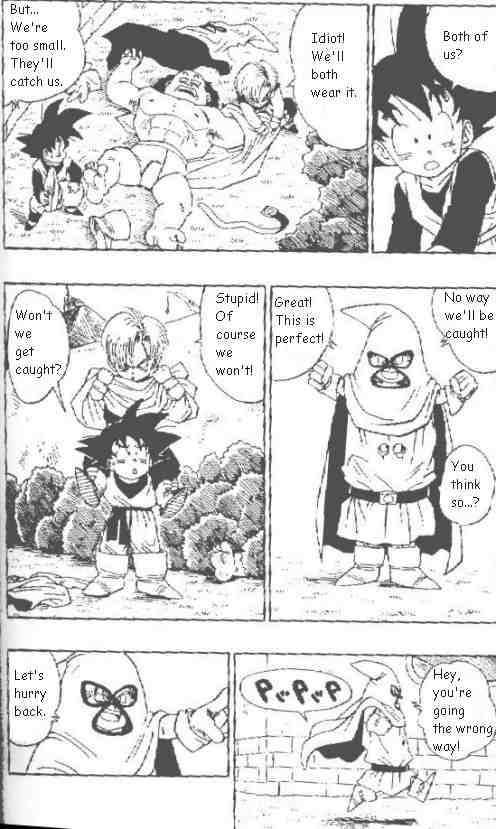 But...
We're
too small.
They'll
catch us.
Idiot!
We'll
both
wear it.
Both of
us?
Won't
we
get
caught?
Stupid!
Of
course
we
won't!
Great!
This is
perfect!
No way
we'll be
caught!
You
think
so...?
Let's
hurry
back.
Hey,
you're
going
the wrong
way!